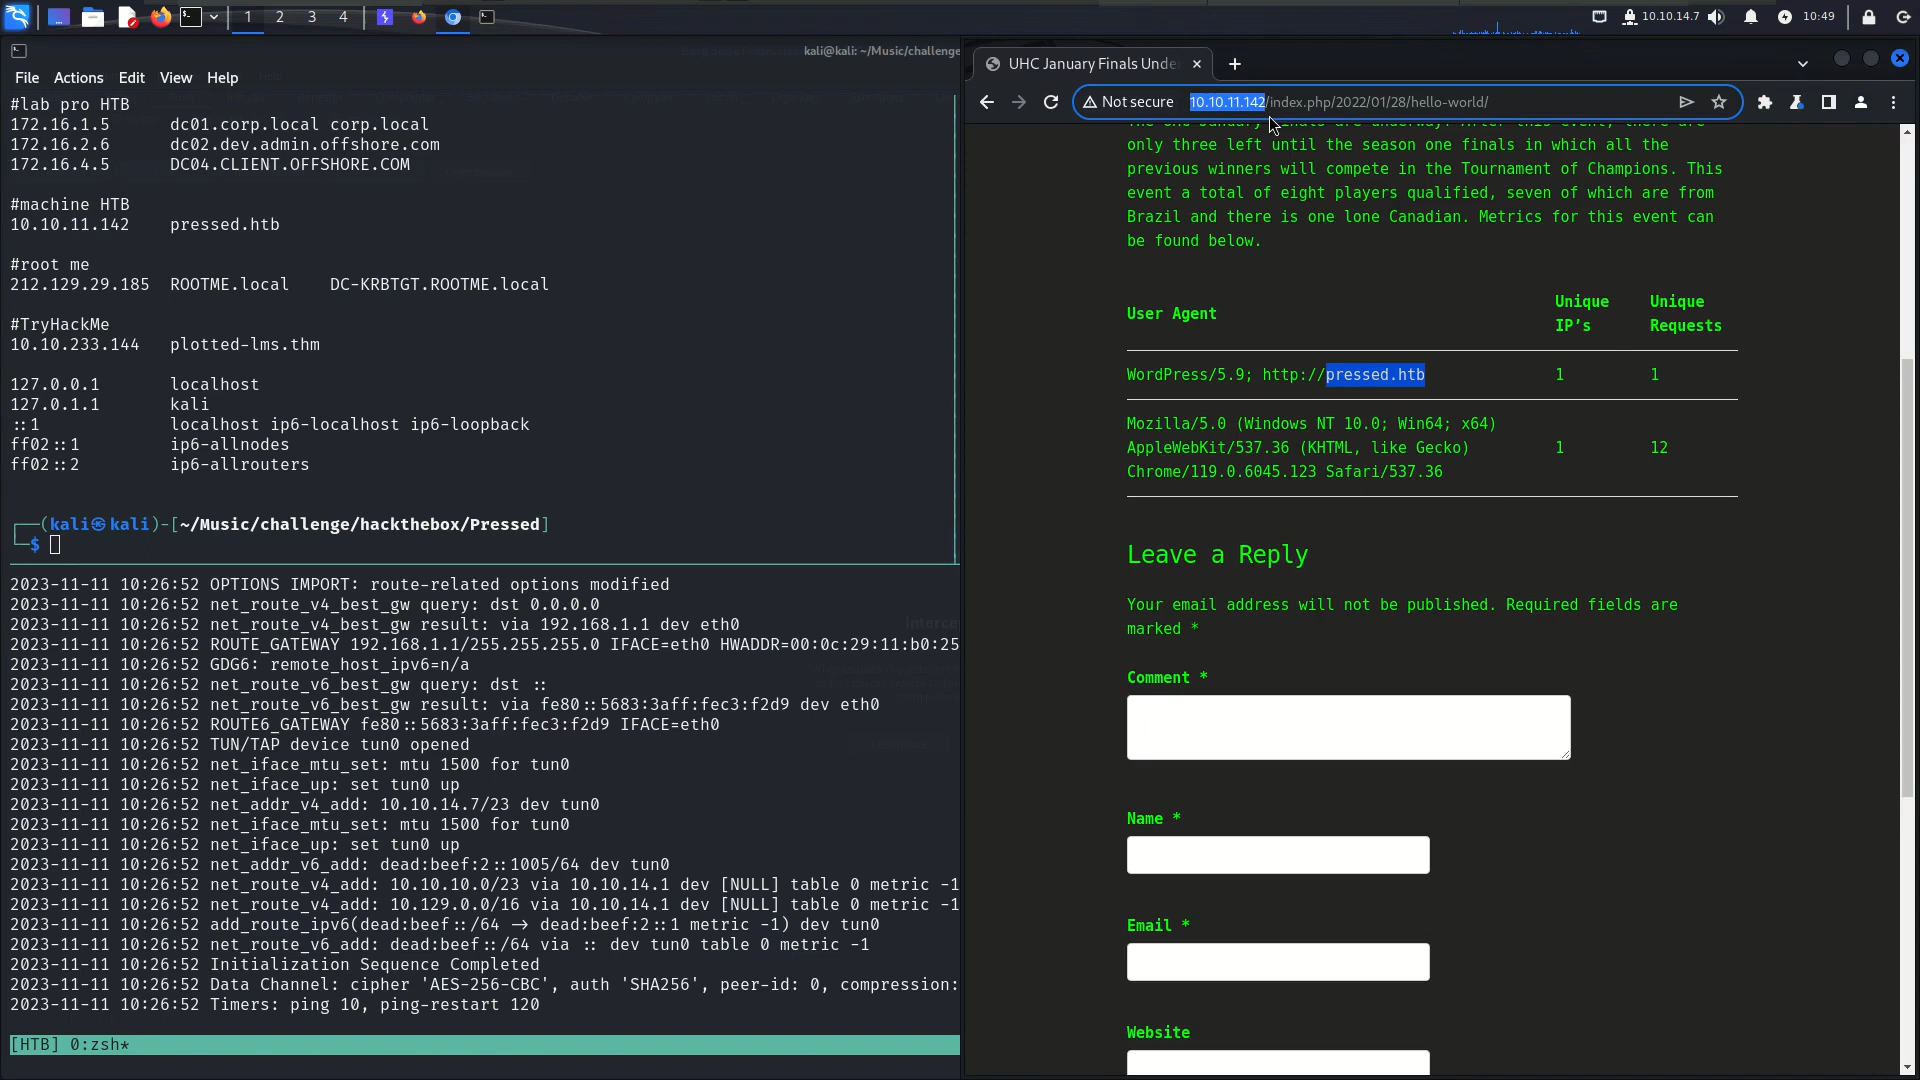 1 2 3 4
10.10.14.7
10:49
kali@kali: ~/Music/challenge
File Actions Edit View Help
#lab pro HTB
172.16.1.5 dc01.corp.local corp.local
172.16.2.6 dc02.dev.admin.offshore.com
172.16.4.5 DC04.CLIENT.OFFSHORE.COM
#machine HTB
10.10.11.142 pressed.htb
#root me
212.129.29.185 ROOTME.local DC-KRBTGT.ROOTME.local
#TryHackMe
10.10.233.144 plotted-lms.thm
127.0.0.1 localhost
127.0.1.1 kali
::1 localhost ip6-localhost ip6-loopback
ff02::1 ip6-allnodes
ff02::2 ip6-allrouters
┌──(kali㉿kali)-[~/Music/challenge/hackthebox/Pressed]
└─$
2023-11-11 10:26:52 OPTIONS IMPORT: route-related options modified
2023-11-11 10:26:52 net_route_v4_best_gw query: dst 0.0.0.0
2023-11-11 10:26:52 net_route_v4_best_gw result: via 192.168.1.1 dev eth0
2023-11-11 10:26:52 ROUTE_GATEWAY 192.168.1.1/255.255.255.0 IFACE=eth0 HWADDR=00:0c:29:11:b0:25
2023-11-11 10:26:52 GDG6: remote_host_ipv6=n/a
2023-11-11 10:26:52 net_route_v6_best_gw query: dst ::
2023-11-11 10:26:52 net_route_v6_best_gw result: via fe80::5683:3aff:fec3:f2d9 dev eth0
2023-11-11 10:26:52 ROUTE6_GATEWAY fe80::5683:3aff:fec3:f2d9 IFACE=eth0
2023-11-11 10:26:52 TUN/TAP device tun0 opened
2023-11-11 10:26:52 net_iface_mtu_set: mtu 1500 for tun0
2023-11-11 10:26:52 net_iface_up: set tun0 up
2023-11-11 10:26:52 net_addr_v4_add: 10.10.14.7/23 dev tun0
2023-11-11 10:26:52 net_iface_mtu_set: mtu 1500 for tun0
2023-11-11 10:26:52 net_iface_up: set tun0 up
2023-11-11 10:26:52 net_addr_v6_add: dead:beef:2::1005/64 dev tun0
2023-11-11 10:26:52 net_route_v4_add: 10.10.10.0/23 via 10.10.14.1 dev [NULL] table 0 metric -1
2023-11-11 10:26:52 net_route_v4_add: 10.129.0.0/16 via 10.10.14.1 dev [NULL] table 0 metric -1
2023-11-11 10:26:52 add_route_ipv6(dead:beef::/64 -> dead:beef:2::1 metric -1) dev tun0
2023-11-11 10:26:52 net_route_v6_add: dead:beef::/64 via :: dev tun0 table 0 metric -1
2023-11-11 10:26:52 Initialization Sequence Completed
2023-11-11 10:26:52 Data Channel: cipher 'AES-256-CBC', auth 'SHA256', peer-id: 0, compression:
2023-11-11 10:26:52 Timers: ping 10, ping-restart 120
[HTB] 0:zsh*
UHC January Finals Unde
Not secure 10.10.11.142/index.php/2022/01/28/hello-world/
The UHC January Finals are underway! After this event, there are
only three left until the season one finals in which all the
previous winners will compete in the Tournament of Champions. This
event a total of eight players qualified, seven of which are from
Brazil and there is one lone Canadian. Metrics for this event can
be found below.
User Agent Unique IP's Unique Requests
WordPress/5.9; http://pressed.htb 1 1
Mozilla/5.0 (Windows NT 10.0; Win64; x64)
AppleWebKit/537.36 (KHTML, like Gecko) 1 12
Chrome/119.0.6045.123 Safari/537.36
Leave a Reply
Your email address will not be published. Required fields are
marked *
Comment *
Name *
Email *
Website